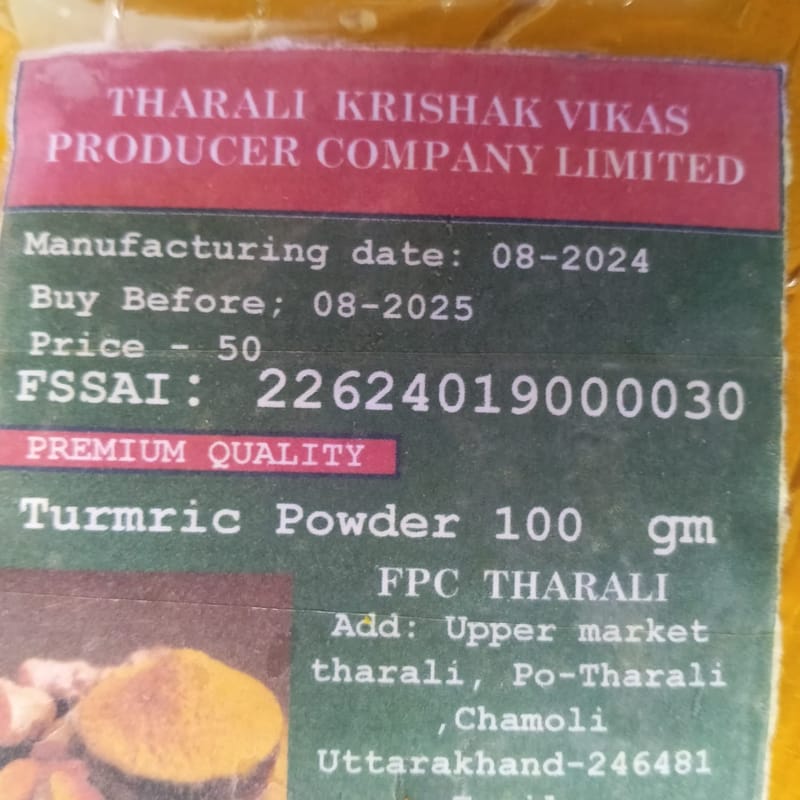 THARALI KRISHAK VIKAS
PRODUCER COMPANY LIMITED
Manufacturing date: 08-2024
Buy Before; 08-2025
Price - 50
FSSAI: 22624019000030
PREMIUM QUALITY
Turmric Powder 100 gm
FPC THARALI
Add: Upper market
tharali, Po-Tharali
,Chamoli
Uttarakhand-246481